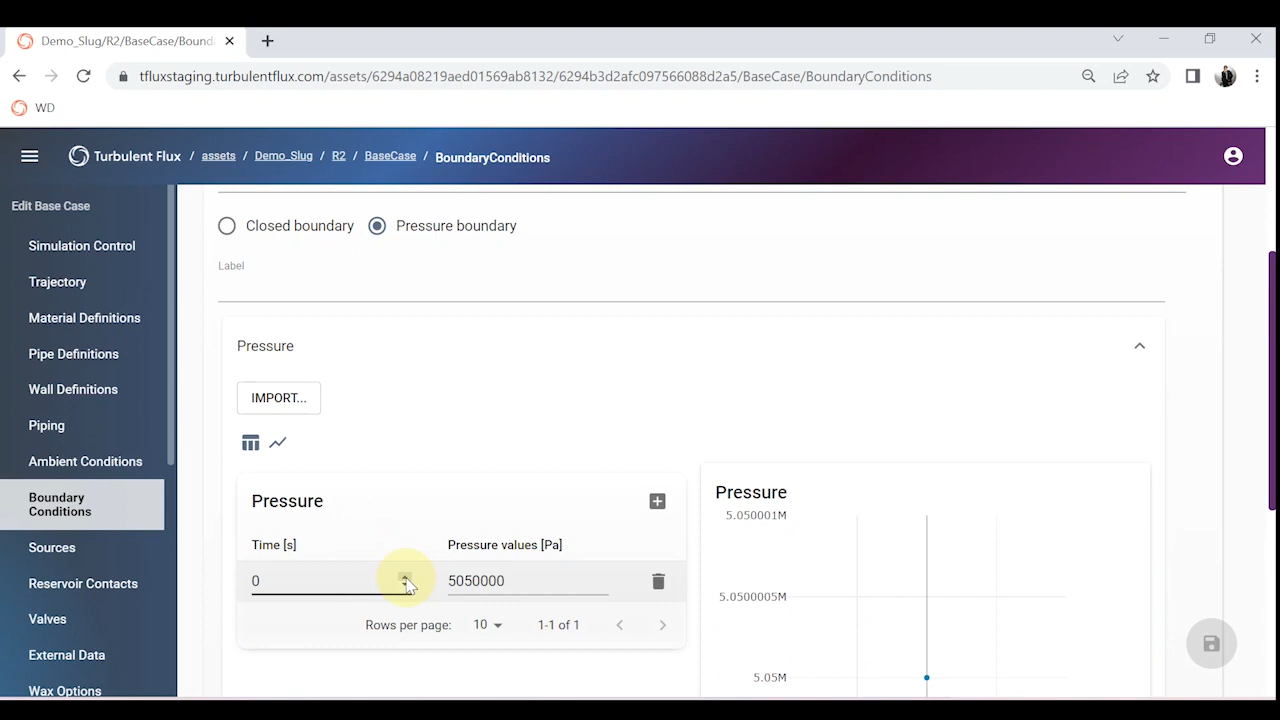 Demo_Slug/R2/BaseCase/Bound
tfluxstaging.turbulentflux.com/assets/6294a08219aed01569ab8132/6294b3d2afc097566088d2a5/BaseCase/BoundaryConditions
WD
Turbulent Flux / assets / Demo_Slug / R2 / BaseCase / BoundaryConditions
Edit Base Case
Simulation Control
Trajectory
Material Definitions
Pipe Definitions
Wall Definitions
Piping
Ambient Conditions
Boundary
Conditions
Sources
Reservoir Contacts
Valves
External Data
Wax Options
Closed boundary Pressure boundary
Label
Pressure
IMPORT...
Pressure
Time [s] Pressure values [Pa]
0 5050000
Rows per page: 10 1-1 of 1
Pressure
5.050001M
5.0500005M
5.05M